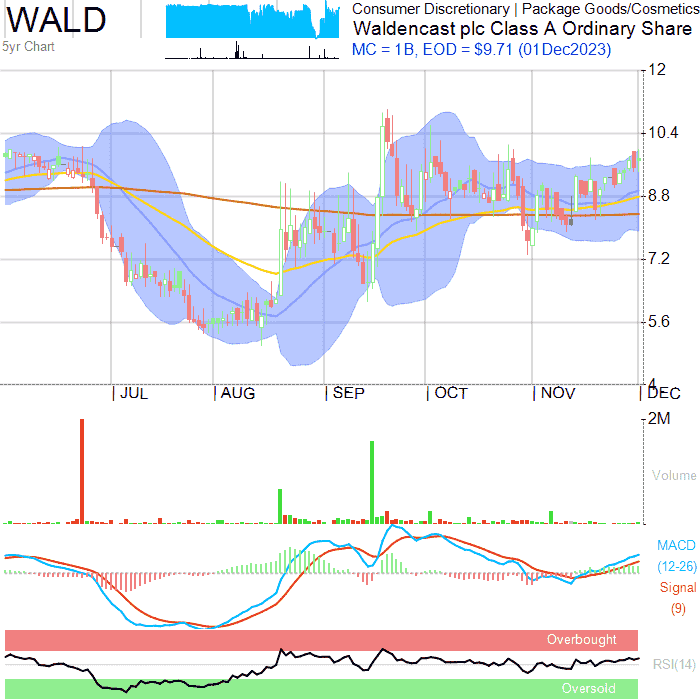 WALD
5yr Chart
Consumer Discretionary | Package Goods/Cosmetics
Waldencast plc Class A Ordinary Share
MC = 1B, EOD = $9.71 (01Dec2023)
12
10.4
8.8
7.2
5.6
4
JUL AUG SEP OCT NOV DEC
2M
Volume
MACD
(12-26)
Signal
(9)
Overbought
RSI(14)
Oversold